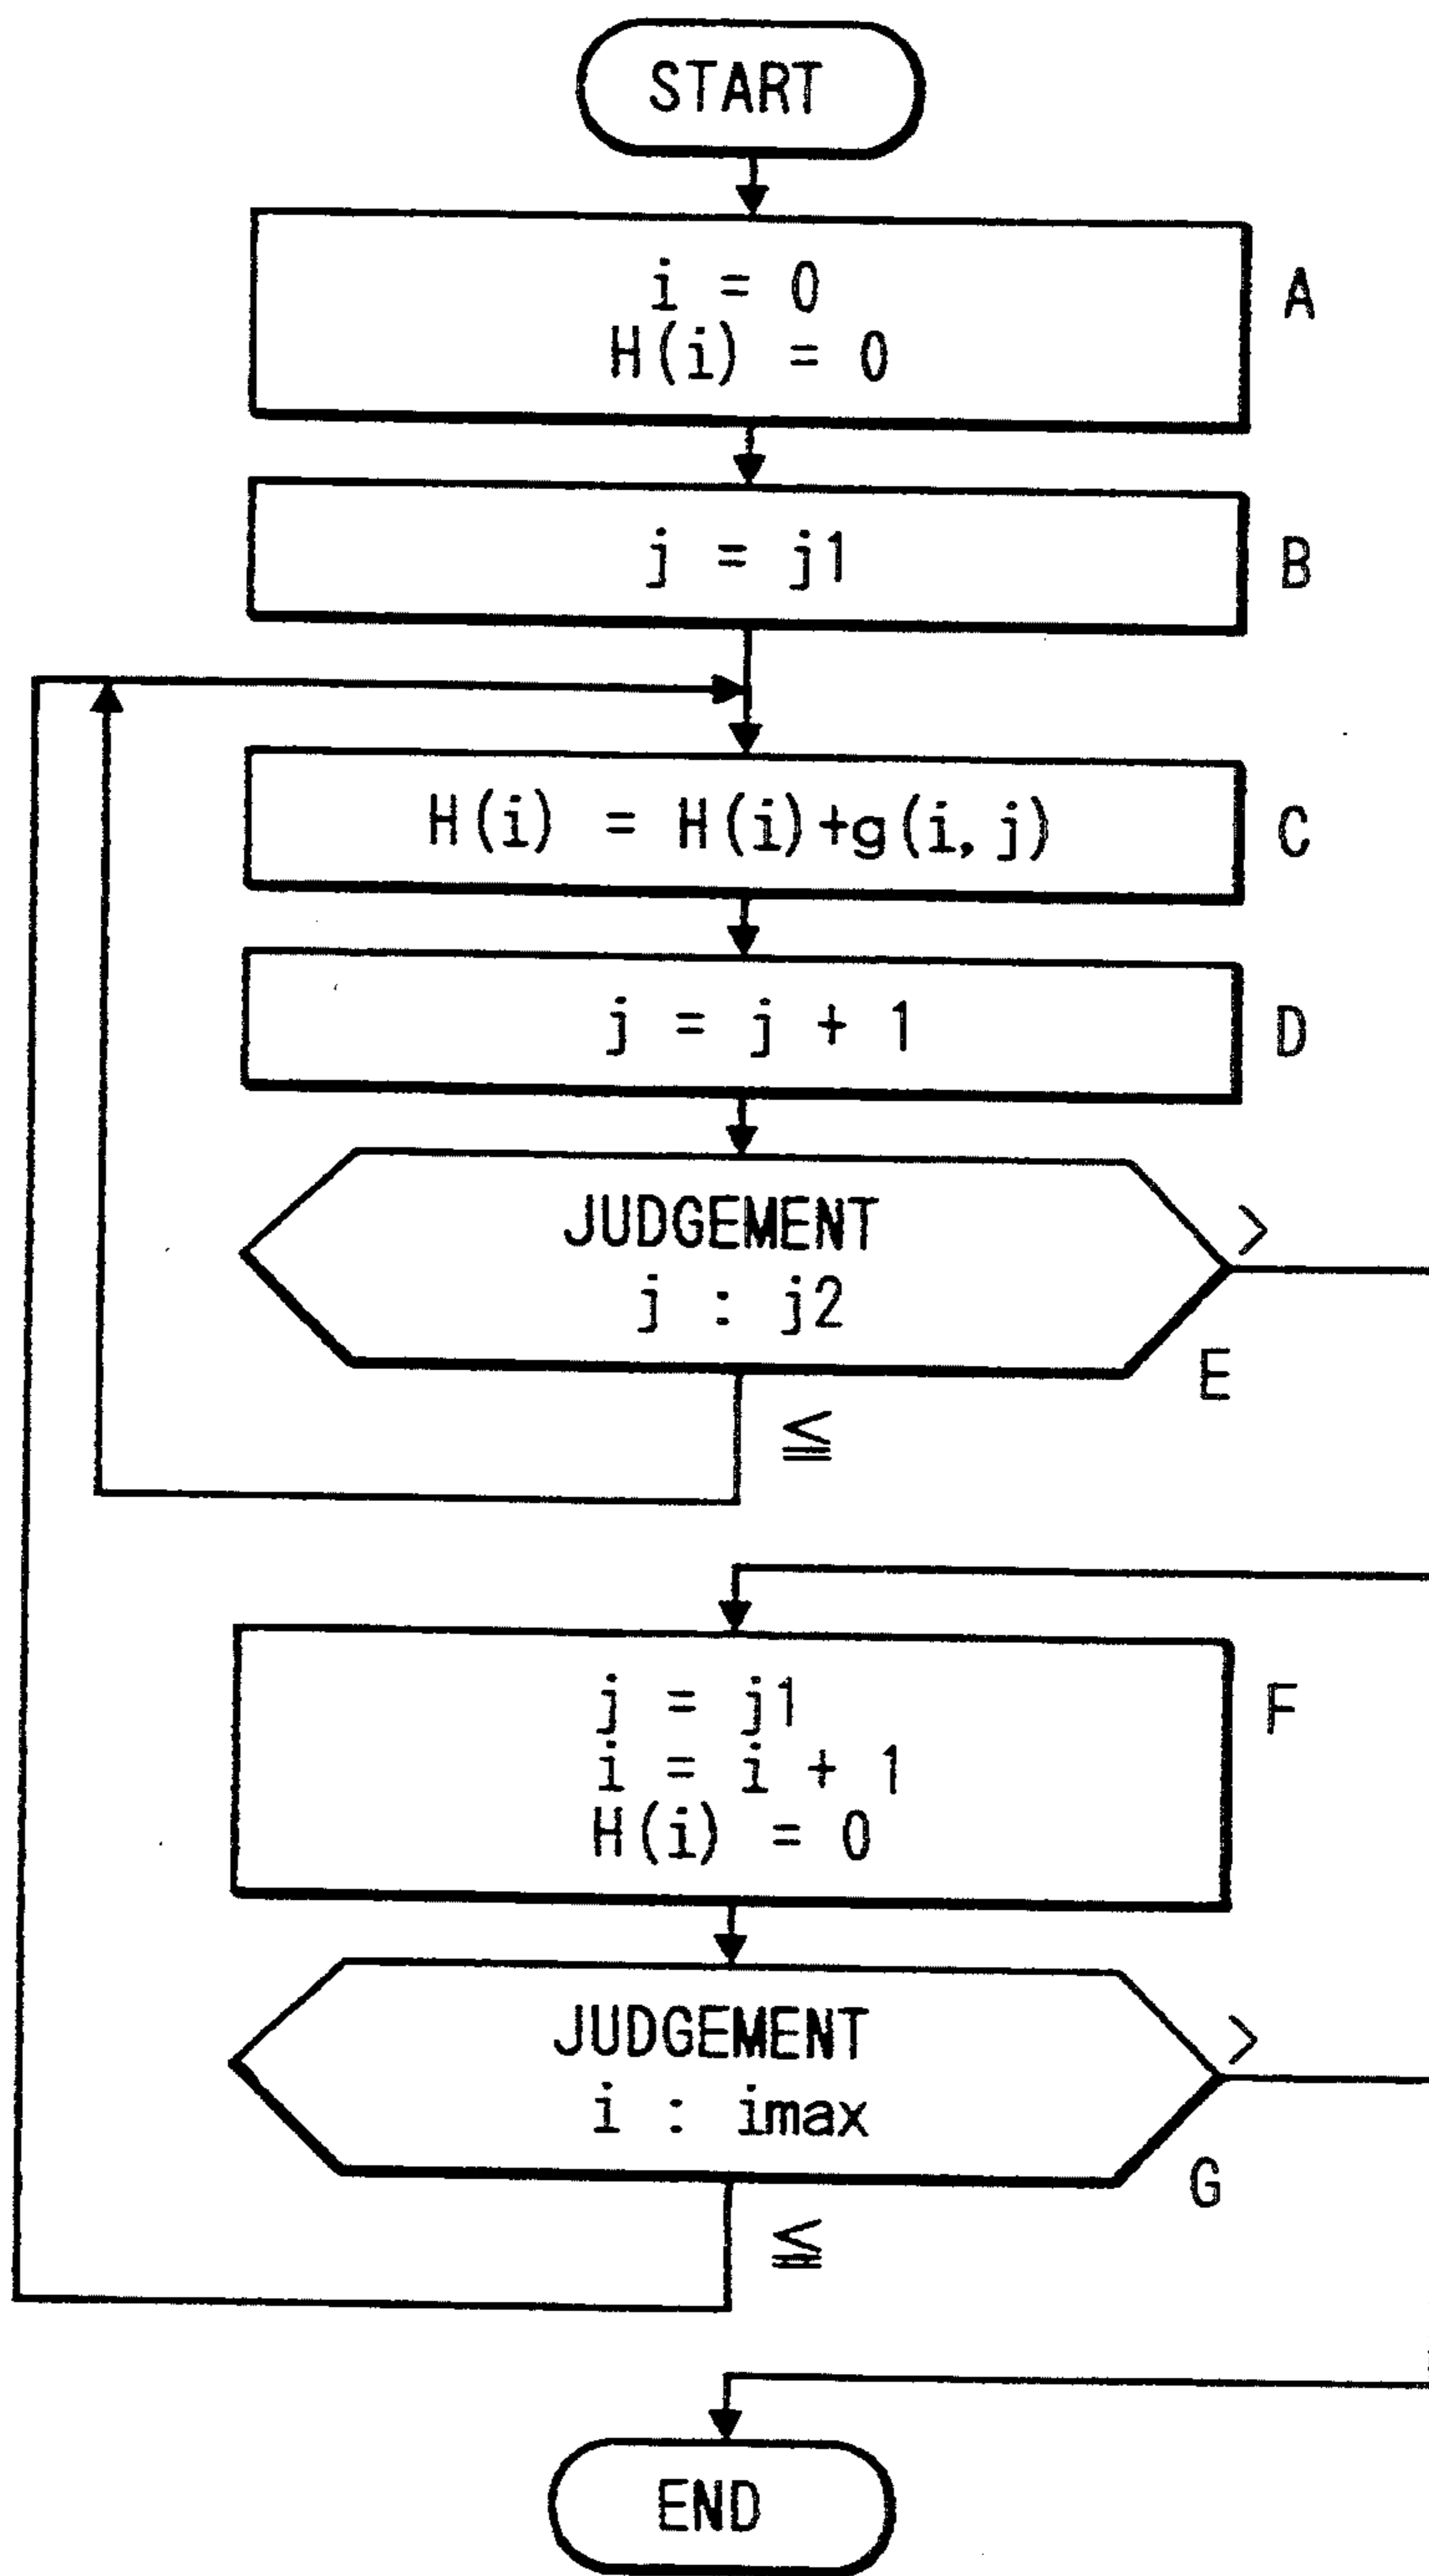 START
i = 0
H(i) = 0
A
j = j1
B
H(i) = H(i)+g(i, j)
C
j = j + 1
D
JUDGEMENT
j : j2
>
E
≦
j = j1
i = i + 1
H(i) = 0
F
JUDGEMENT
i : imax
>
G
≦
END